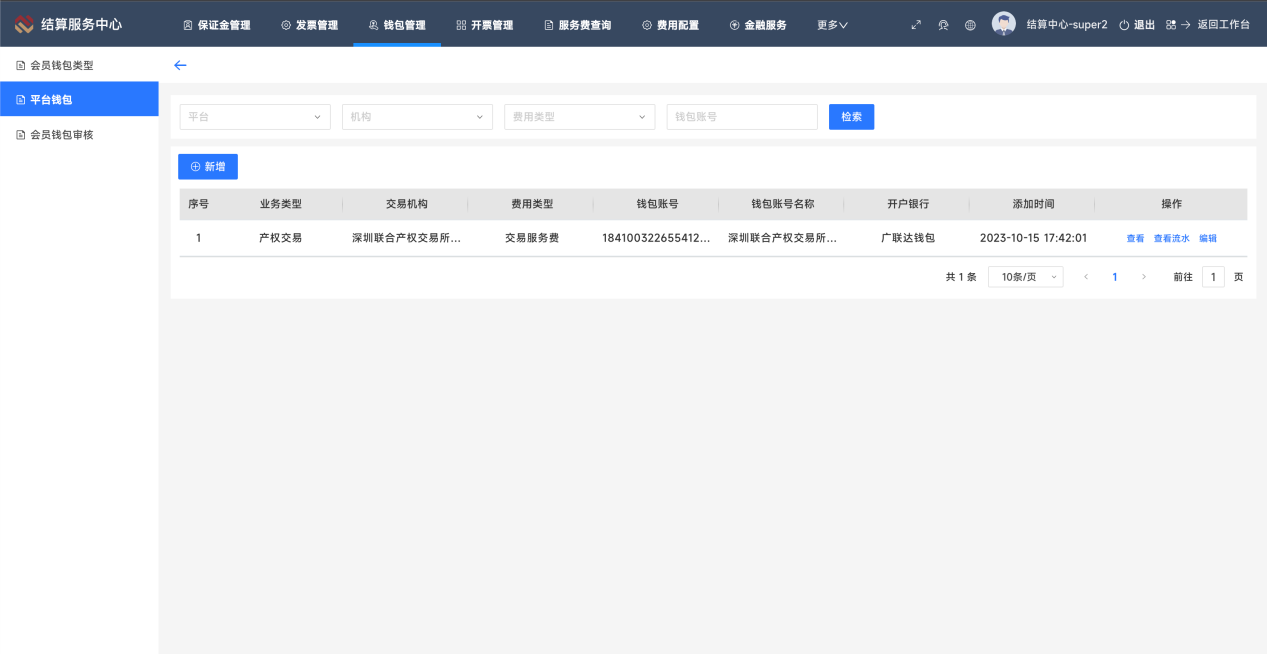 结算服务中心 保证金管理 发票管理 钱包管理 开票管理 服务费查询 费用配置 金融服务 更多 结算中心-super2 退出 返回工作台
会员钱包类型
平台钱包
会员钱包审核
平台 机构 费用类型 钱包账号 检索
新增
序号 业务类型 交易机构 费用类型 钱包账号 钱包账号名称 开户银行 添加时间 操作
1 产权交易 深圳联合产权交易所... 交易服务费 184100322655412... 深圳联合产权交易所... 广联达钱包 2023-10-15 17:42:01 查看 查看流水 编辑
共 1 条 10条/页 1 前往 1 页